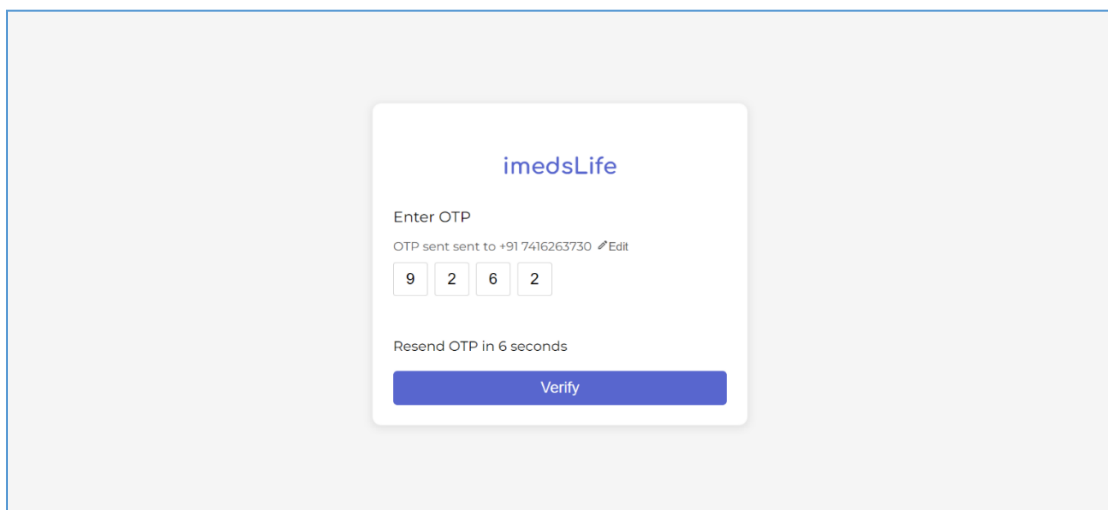 imedsLife
Enter OTP
OTP sent sent to +91 7416263730 Edit
9 2 6 2
Resend OTP in 6 seconds
Verify